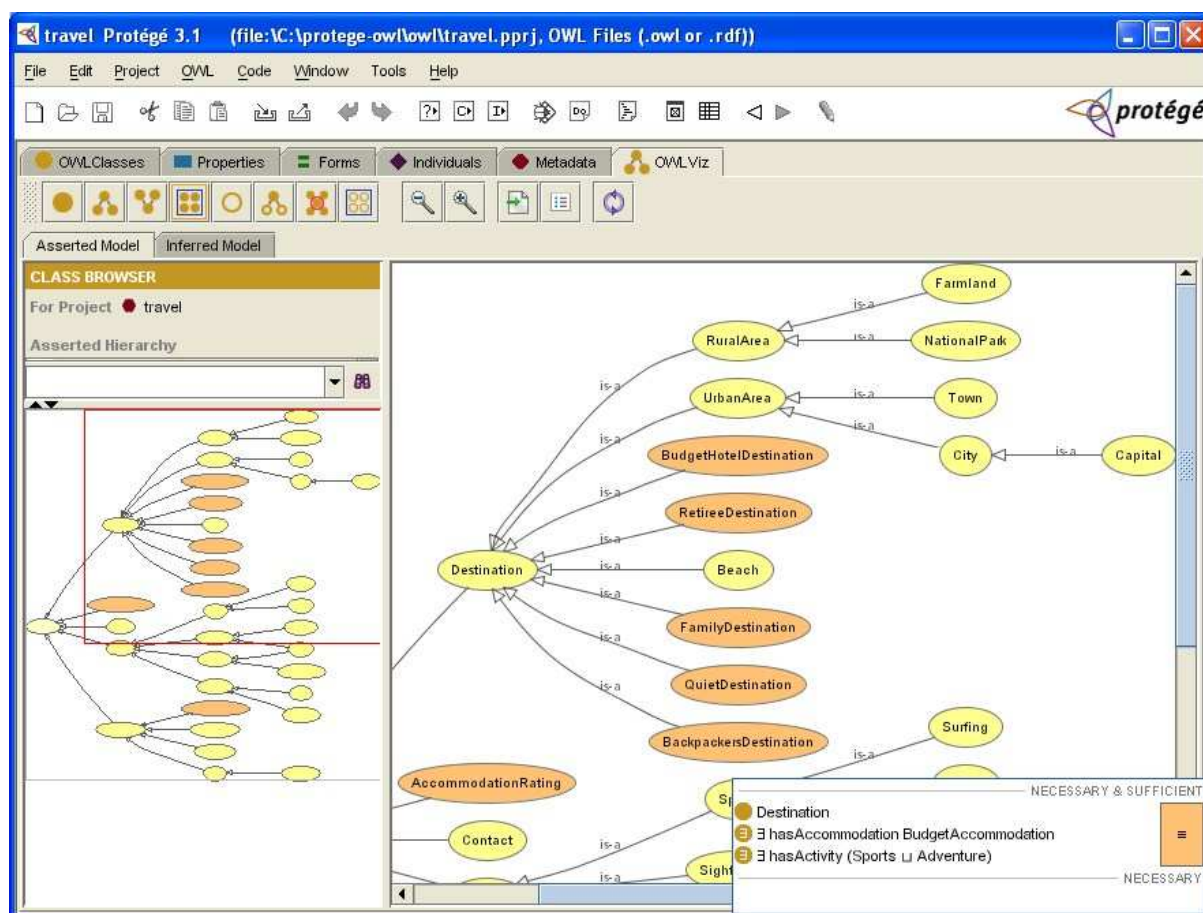 travel Protégé 3.1 (file:\C:\protege-owl\owl\travel.pprj, OWL Files (.owl or .rdf))
File Edit Project OWL Code Window Tools Help
protégé
OWLClasses Properties Forms Individuals Metadata OWLViz
Asserted Model Inferred Model
CLASS BROWSER
For Project travel
Asserted Hierarchy
Farmland
is-a
RuralArea is-a NationalPark
is-a
UrbanArea is-a Town
is-a
BudgetHotelDestination City is-a Capital
is-a
RetireeDestination
is-a
Destination is-a Beach
is-a
FamilyDestination
is-a
QuietDestination
is-a
BackpackersDestination
Surfing
is-a
AccommodationRating
Sp
Contact
is-a
Sight
is-a
NECESSARY & SUFFICIENT
Destination
∃ ∃ hasAccommodation BudgetAccommodation
∃ ∃ hasActivity (Sports ⊔ Adventure)
≡
NECESSARY